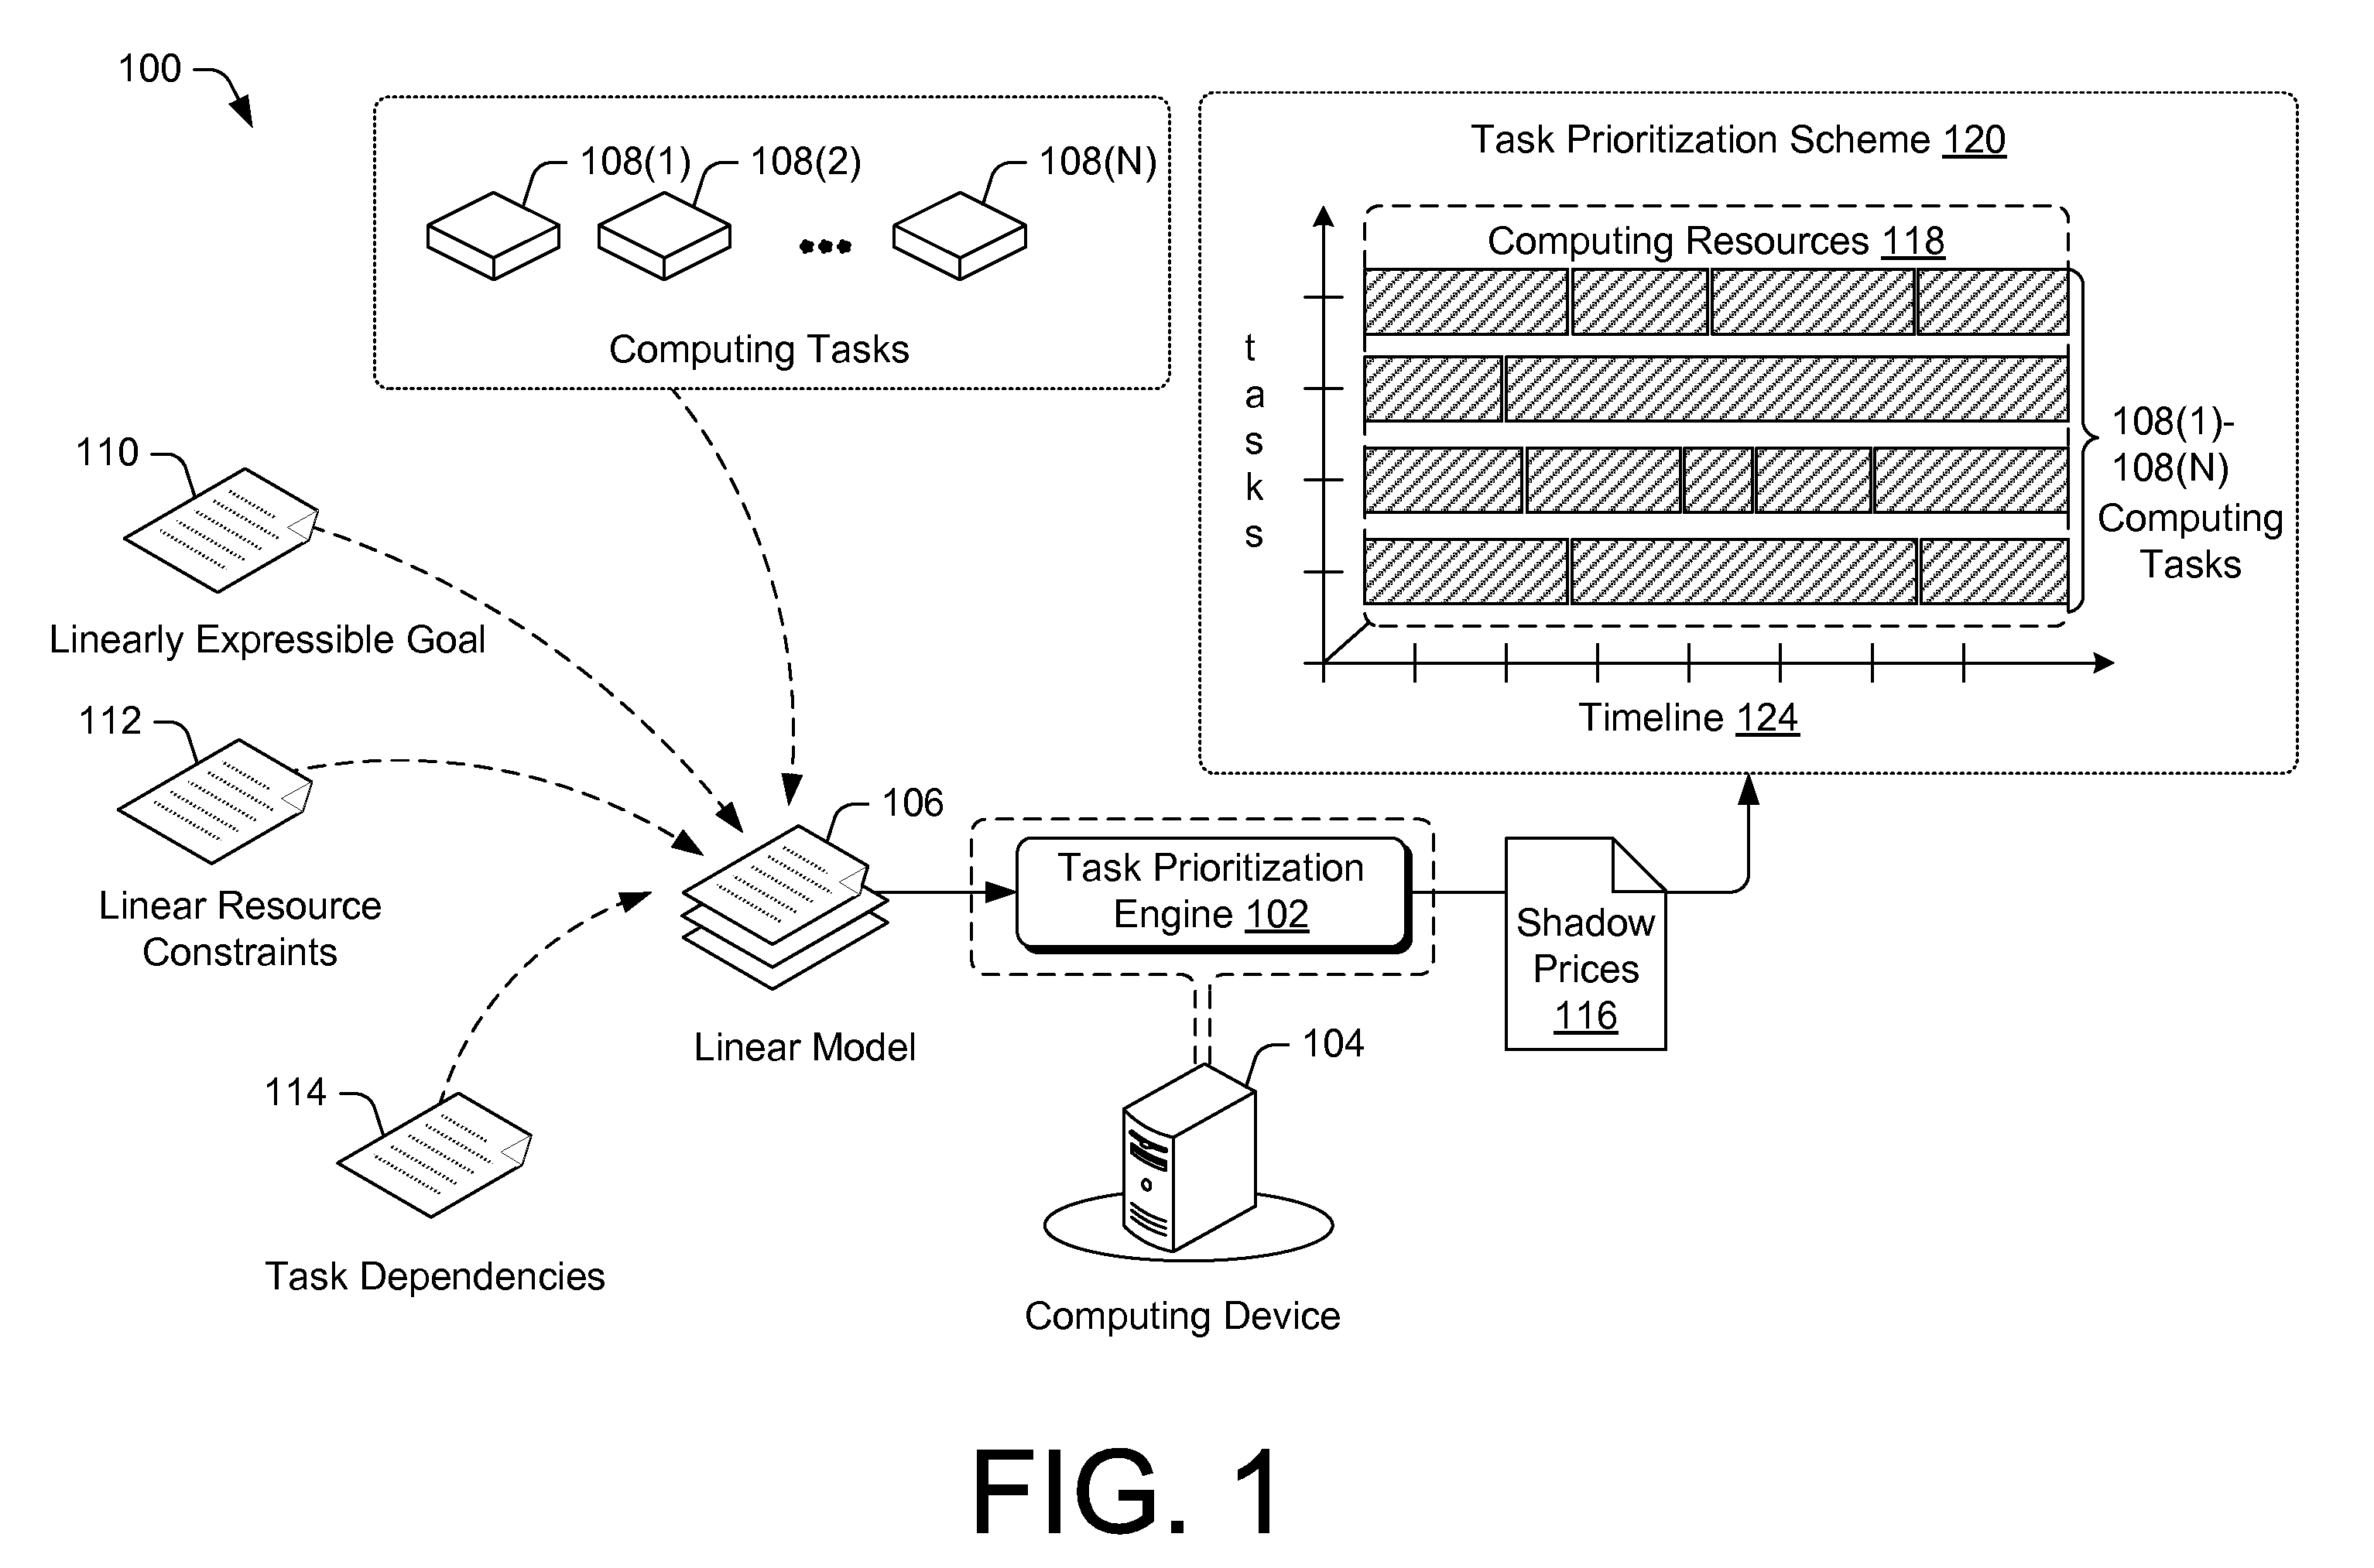 100
108(1)
108(2)
108(N)
Computing Tasks
Task Prioritization Scheme 120
Computing Resources 118
t
a
s
k
s
108(1)-
108(N)
Computing
Tasks
Timeline 124
110
Linearly Expressible Goal
112
Linear Resource
Constraints
114
Task Dependencies
106
Linear Model
Task Prioritization
Engine 102
104
Computing Device
Shadow
Prices
116
FIG. 1